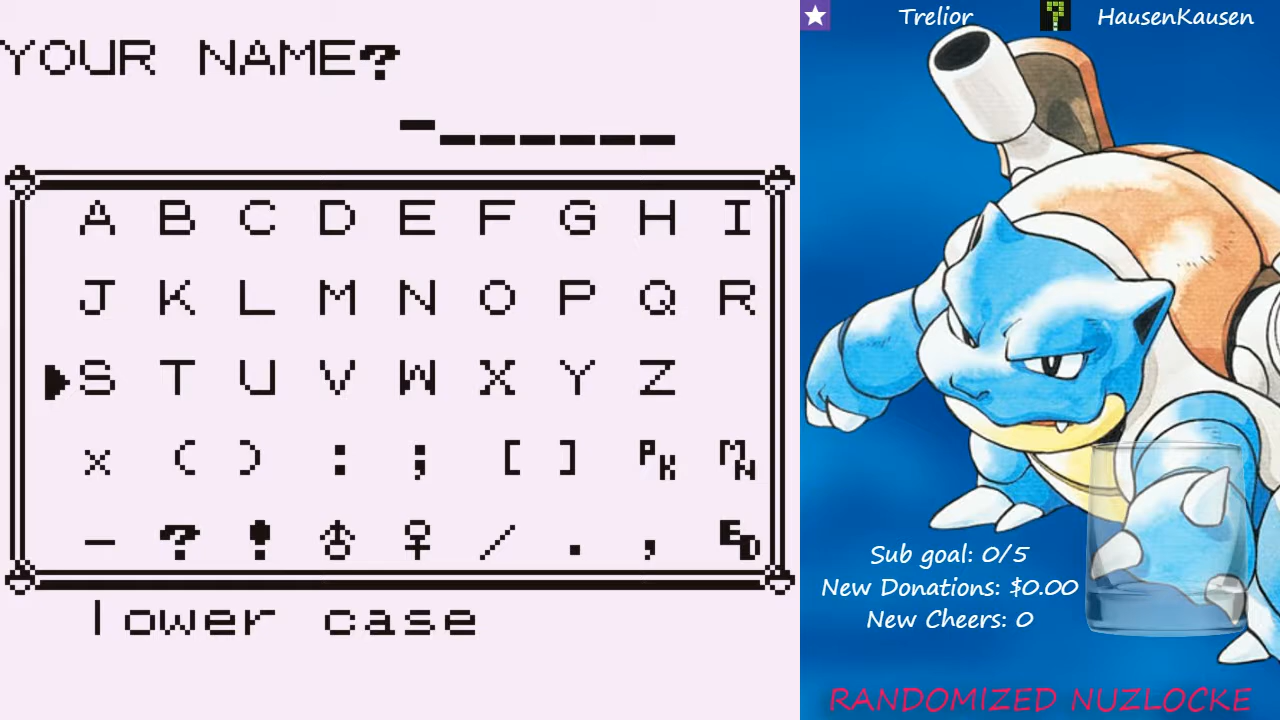 YOUR NAME?
A B C D E F G H I
J K L M N O P Q R
S T U V W X Y Z
× ( ) : ; [ ] PK MN
- ? ! ♂ ♀ / . , ED
lower case
Trelior HausenKausen
Sub goal: 0/5
New Donations: $0.00
New Cheers: 0
RANDOMIZED NUZLOCKE